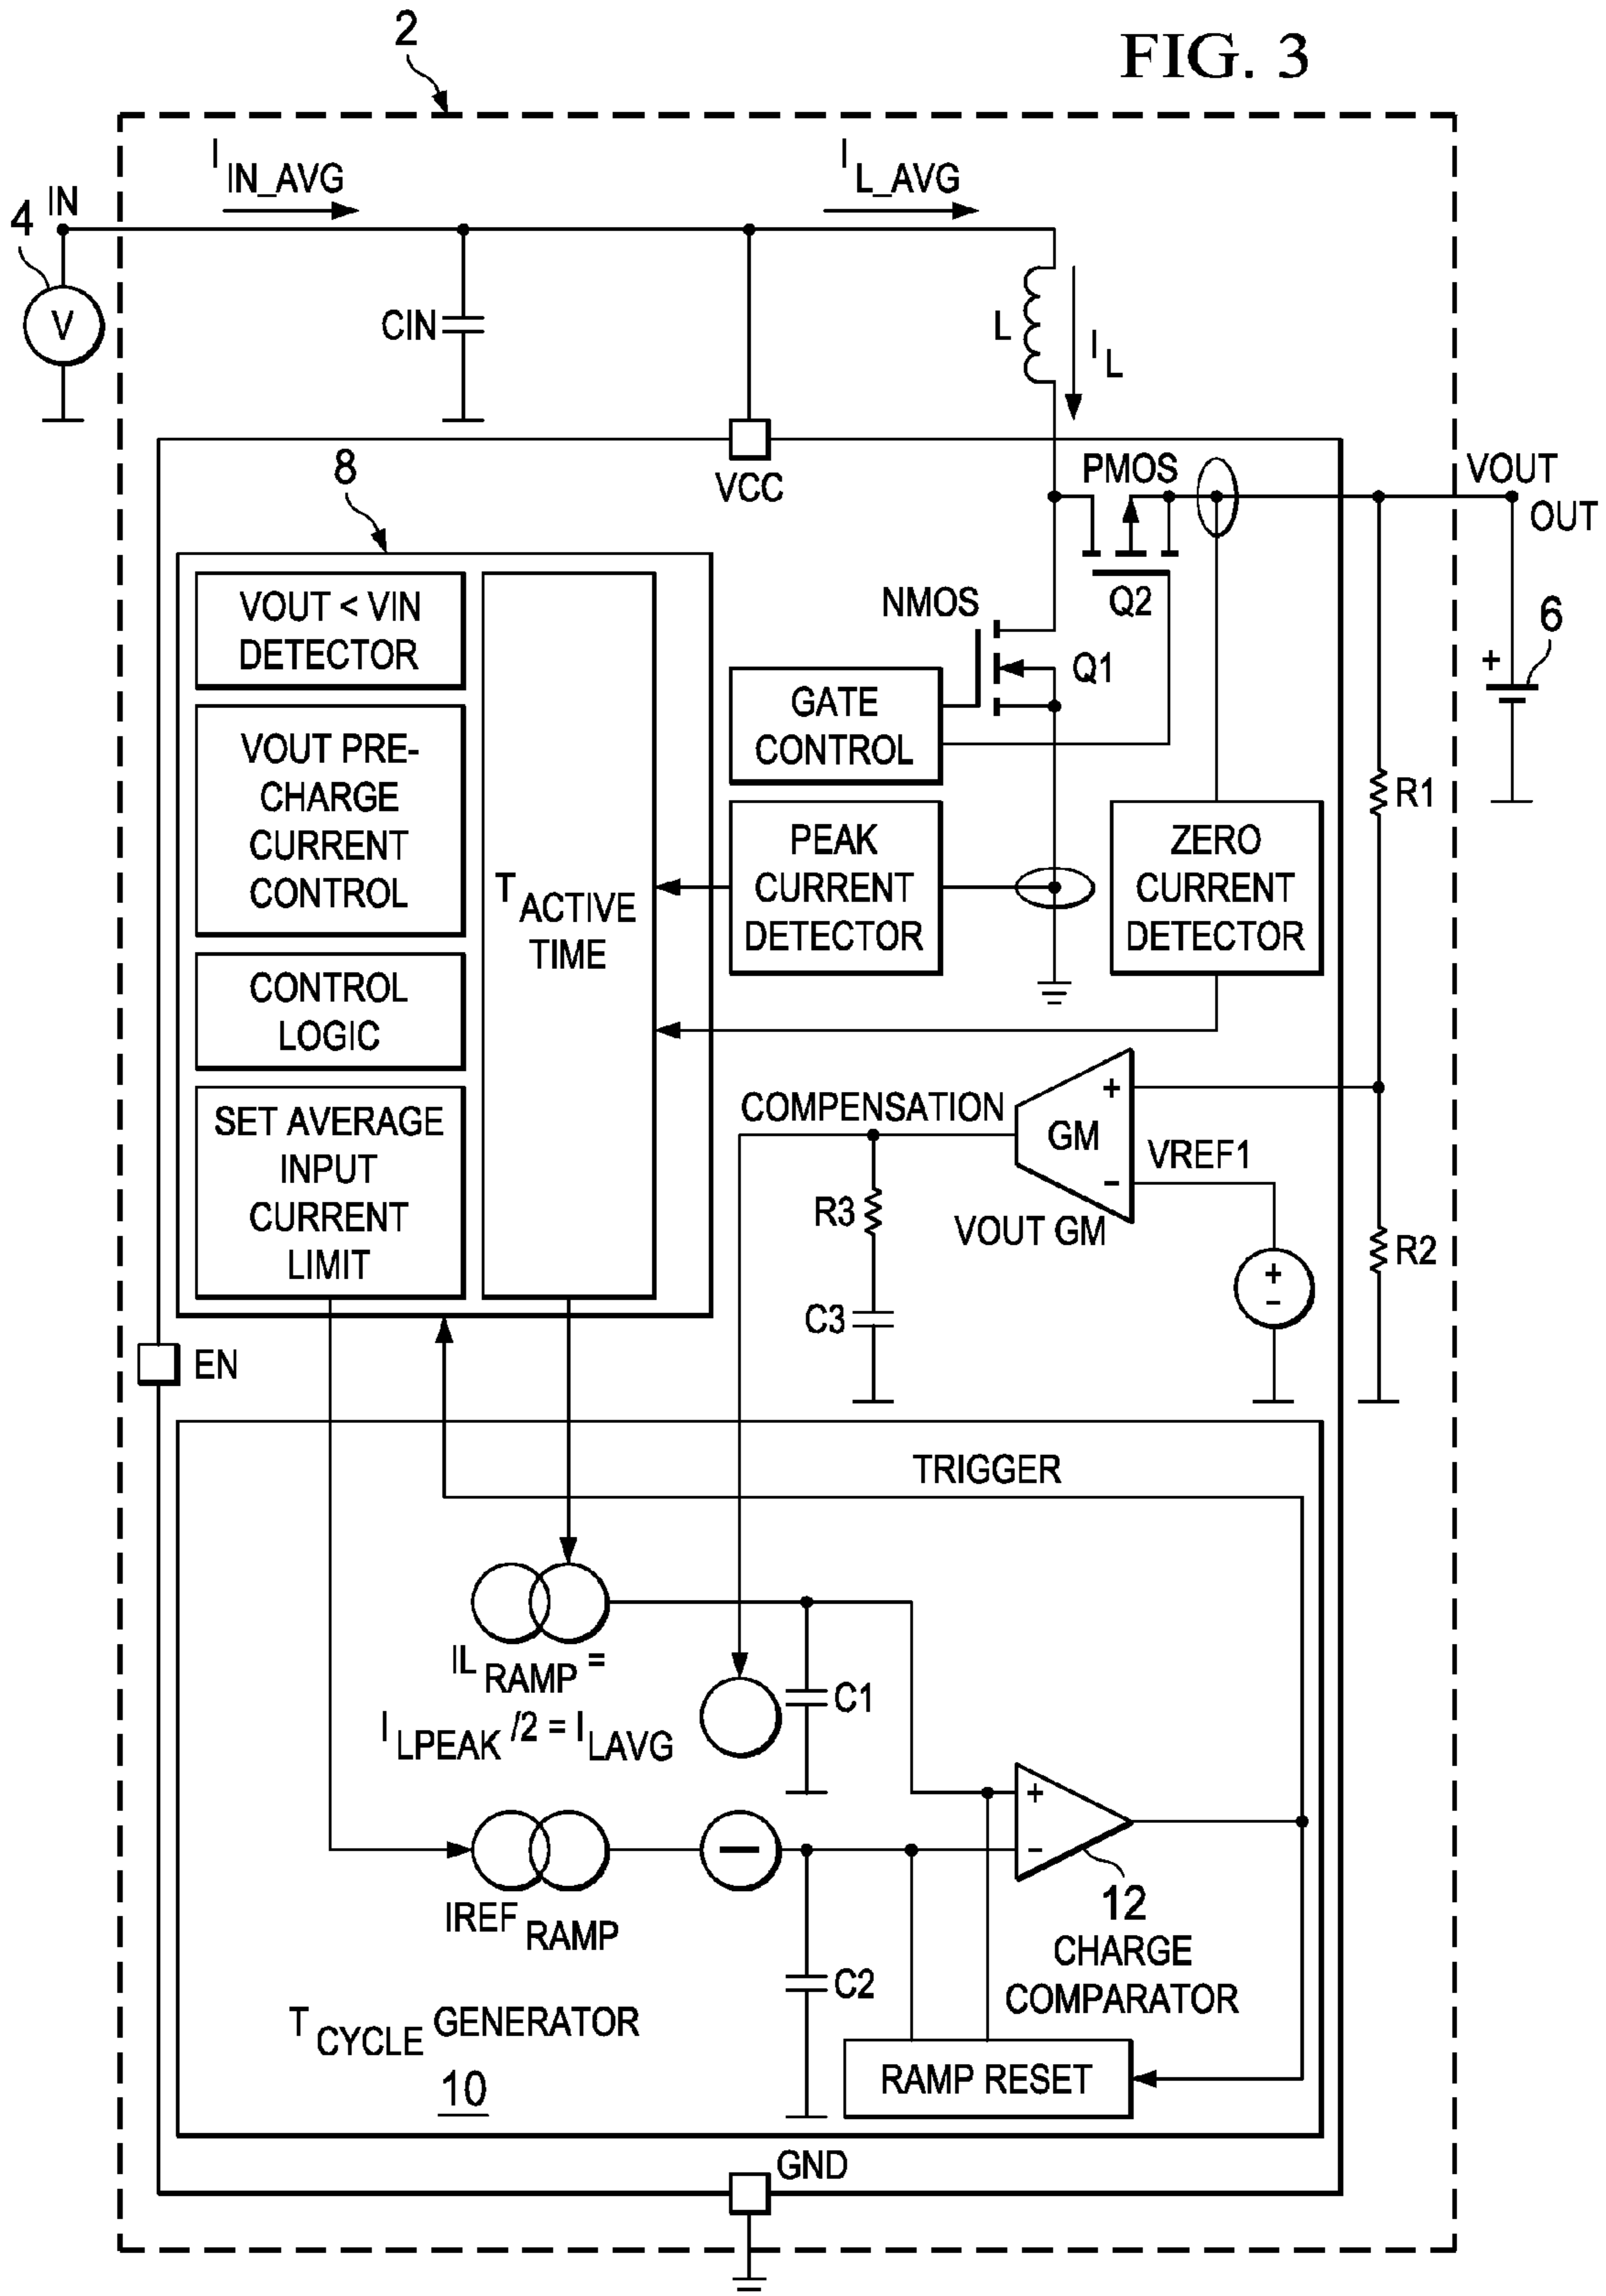 FIG. 3
2
I IN_AVG
I L_AVG
IN
4
V
CIN
L
I L
VCC
8
PMOS
VOUT
OUT
Q2
NMOS
Q1
6
+
VOUT < VIN
DETECTOR
VOUT PRE-
CHARGE
CURRENT
CONTROL
CONTROL
LOGIC
SET AVERAGE
INPUT
CURRENT
LIMIT
T ACTIVE
TIME
GATE
CONTROL
PEAK
CURRENT
DETECTOR
ZERO
CURRENT
DETECTOR
R1
COMPENSATION
+
GM
-
VREF1
VOUT GM
R3
C3
+
-
R2
EN
TRIGGER
IL RAMP =
I LPEAK /2 = I LAVG
C1
+
-
IREF RAMP
12
CHARGE
COMPARATOR
C2
T CYCLE GENERATOR
10
RAMP RESET
GND